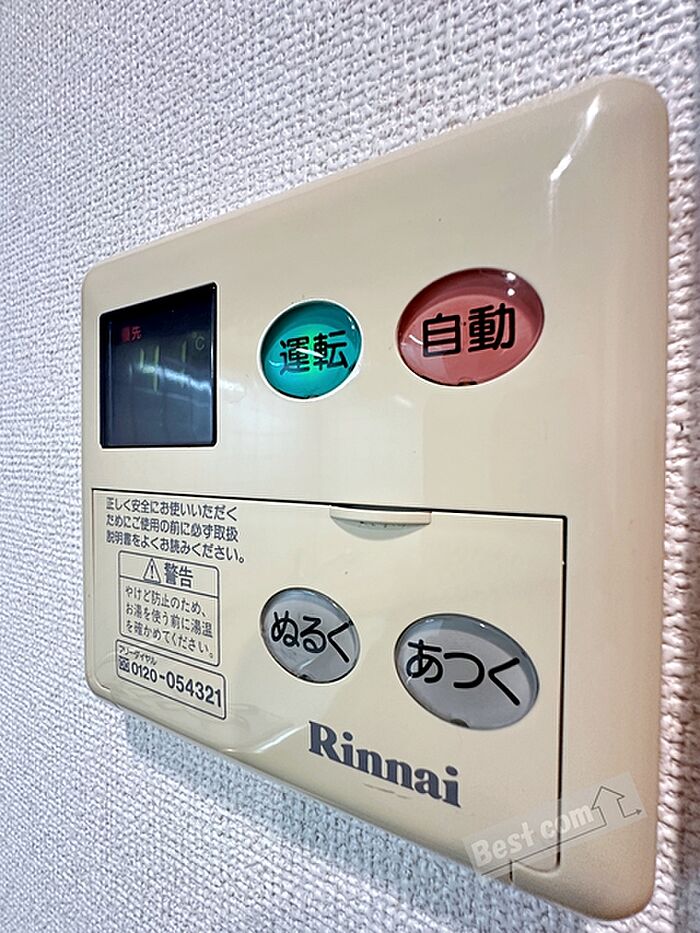 優先
41℃
運転
自動
正しく安全にお使いいただく
ためにご使用の前に必ず取扱
説明書をよくお読みください。
警告
やけど防止のため、
お湯を使う前に湯温
を確かめてください。
フリーダイヤル
0120-054321
ぬるく
あつく
Rinnai
Best com